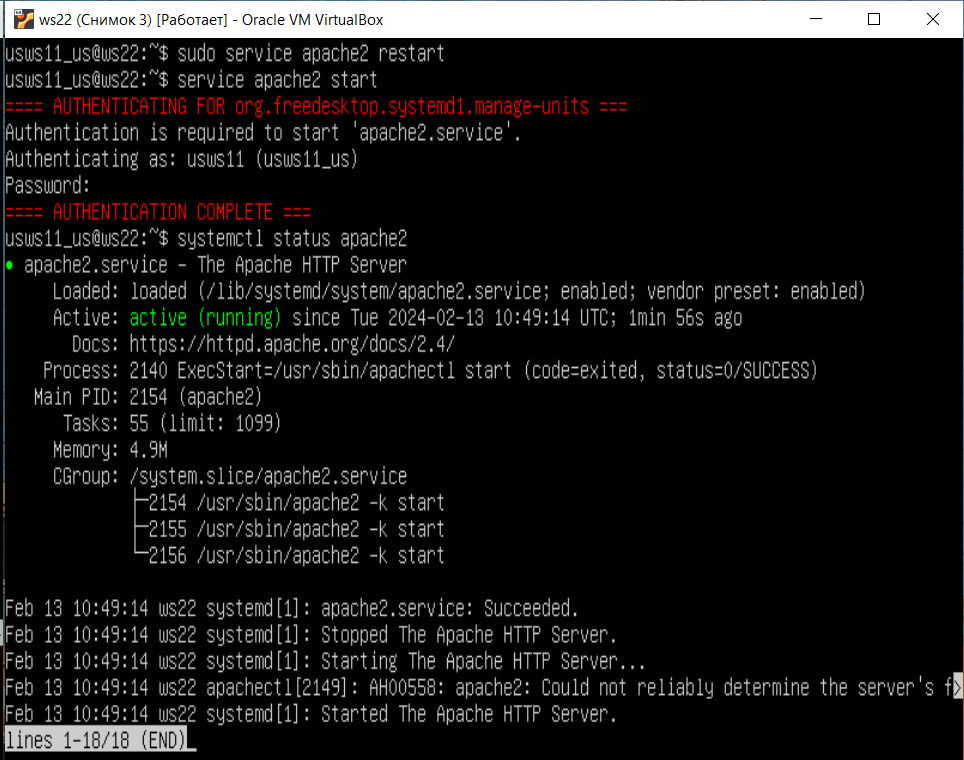 ws22 (Снимок 3) [Работает] - Oracle VM VirtualBox
usws11_us@ws22:~$ sudo service apache2 restart
usws11_us@ws22:~$ service apache2 start
==== AUTHENTICATING FOR org.freedesktop.systemd1.manage-units ===
Authentication is required to start 'apache2.service'.
Authenticating as: usws11 (usws11_us)
Password:
==== AUTHENTICATION COMPLETE ===
usws11_us@ws22:~$ systemctl status apache2
● apache2.service - The Apache HTTP Server
Loaded: loaded (/lib/systemd/system/apache2.service; enabled; vendor preset: enabled)
Active: active (running) since Tue 2024-02-13 10:49:14 UTC; 1min 56s ago
Docs: https://httpd.apache.org/docs/2.4/
Process: 2140 ExecStart=/usr/sbin/apachectl start (code=exited, status=0/SUCCESS)
Main PID: 2154 (apache2)
Tasks: 55 (limit: 1099)
Memory: 4.9M
CGroup: /system.slice/apache2.service
├─2154 /usr/sbin/apache2 -k start
├─2155 /usr/sbin/apache2 -k start
└─2156 /usr/sbin/apache2 -k start
Feb 13 10:49:14 ws22 systemd[1]: apache2.service: Succeeded.
Feb 13 10:49:14 ws22 systemd[1]: Stopped The Apache HTTP Server.
Feb 13 10:49:14 ws22 systemd[1]: Starting The Apache HTTP Server...
Feb 13 10:49:14 ws22 apachectl[2149]: AH00558: apache2: Could not reliably determine the server's f>
Feb 13 10:49:14 ws22 systemd[1]: Started The Apache HTTP Server.
lines 1-18/18 (END)